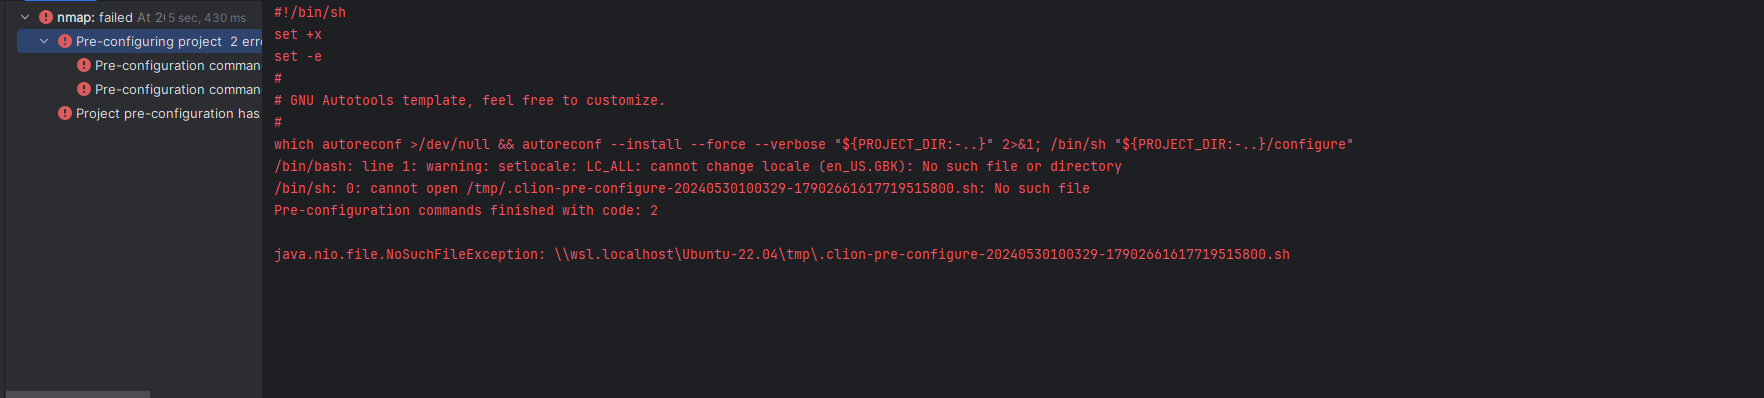 nmap: failed At 2 5 sec, 430 ms
Pre-configuring project 2 err
Pre-configuration comman
Pre-configuration comman
Project pre-configuration has
#!/bin/sh
set +x
set -e
#
# GNU Autotools template, feel free to customize.
#
which autoreconf >/dev/null && autoreconf --install --force --verbose "${PROJECT_DIR:-..}" 2>&1; /bin/sh "${PROJECT_DIR:-..}/configure"
/bin/bash: line 1: warning: setlocale: LC_ALL: cannot change locale (en_US.GBK): No such file or directory
/bin/sh: 0: cannot open /tmp/.clion-pre-configure-20240530100329-17902661617719515800.sh: No such file
Pre-configuration commands finished with code: 2
java.nio.file.NoSuchFileException: \\wsl.localhost\Ubuntu-22.04\tmp\.clion-pre-configure-20240530100329-17902661617719515800.sh